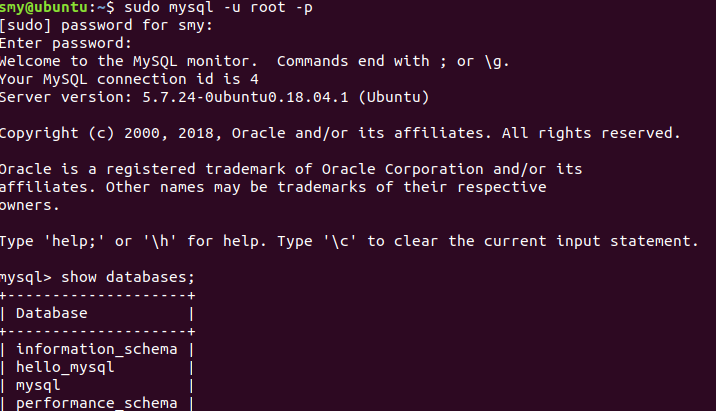 smy@ubuntu:~$ sudo mysql -u root -p
[sudo] password for smy:
Enter password:
Welcome to the MySQL monitor.  Commands end with ; or \g.
Your MySQL connection id is 4
Server version: 5.7.24-0ubuntu0.18.04.1 (Ubuntu)

Copyright (c) 2000, 2018, Oracle and/or its affiliates. All rights reserved.

Oracle is a registered trademark of Oracle Corporation and/or its
affiliates. Other names may be trademarks of their respective
owners.

Type 'help;' or '\h' for help. Type '\c' to clear the current input statement.

mysql> show databases;
+--------------------+
| Database           |
+--------------------+
| information_schema |
| hello_mysql        |
| mysql              |
| performance_schema |